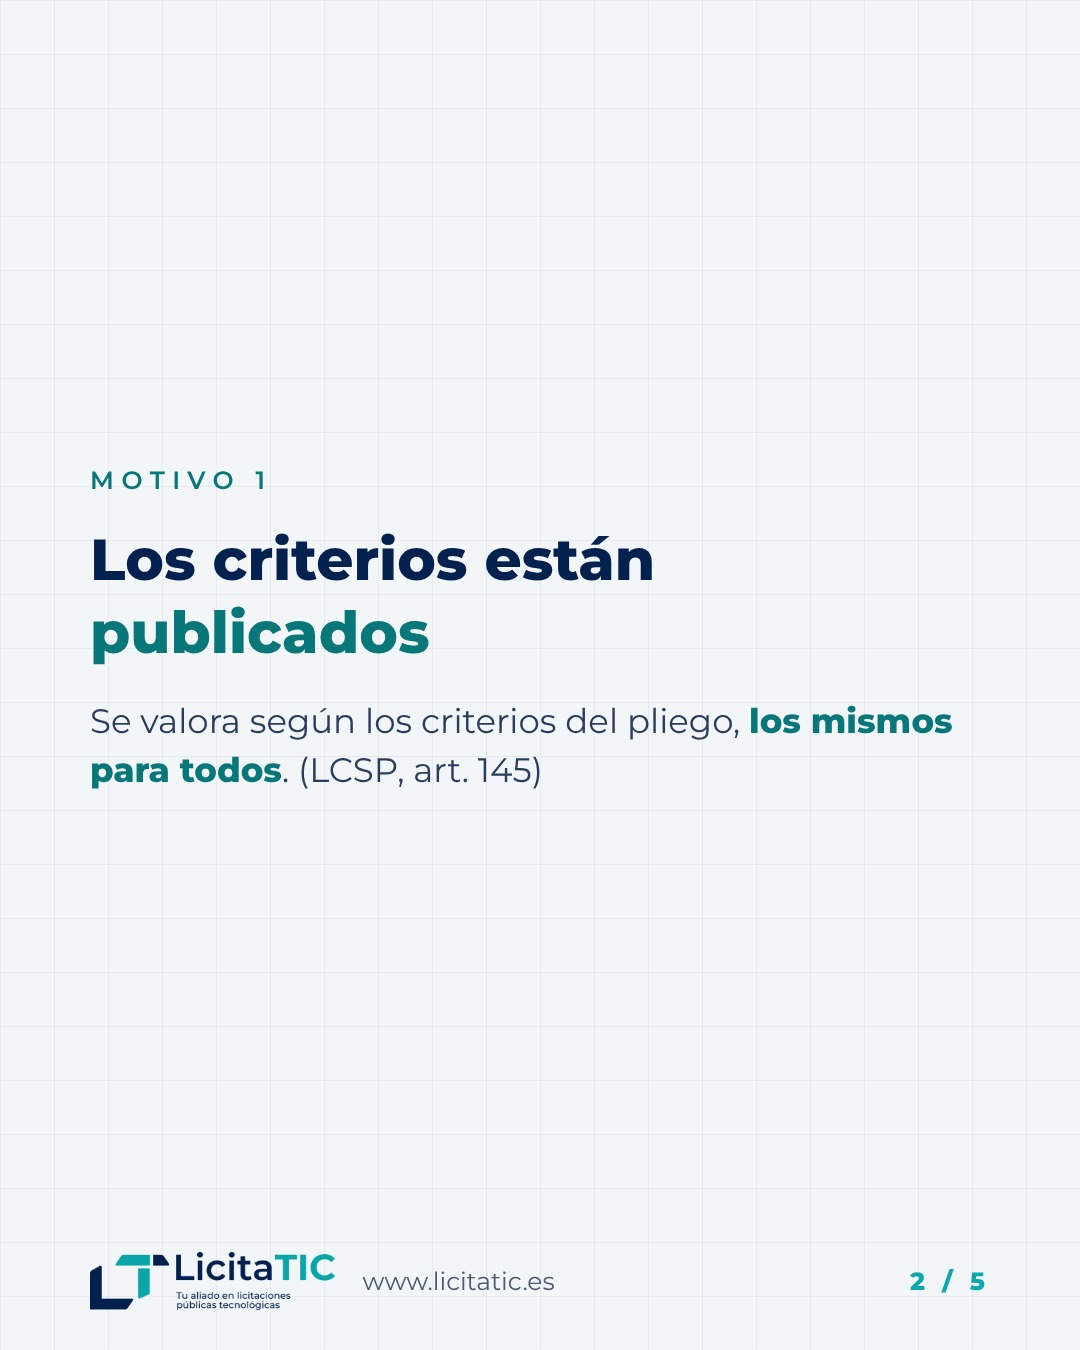 MOTIVO 1
Los criterios están
publicados
Se valora según los criterios del pliego, los mismos
para todos. (LCSP, art. 145)
LicitaTIC
Tu aliado en licitaciones
públicas tecnológicas
www.licitatic.es
2 / 5